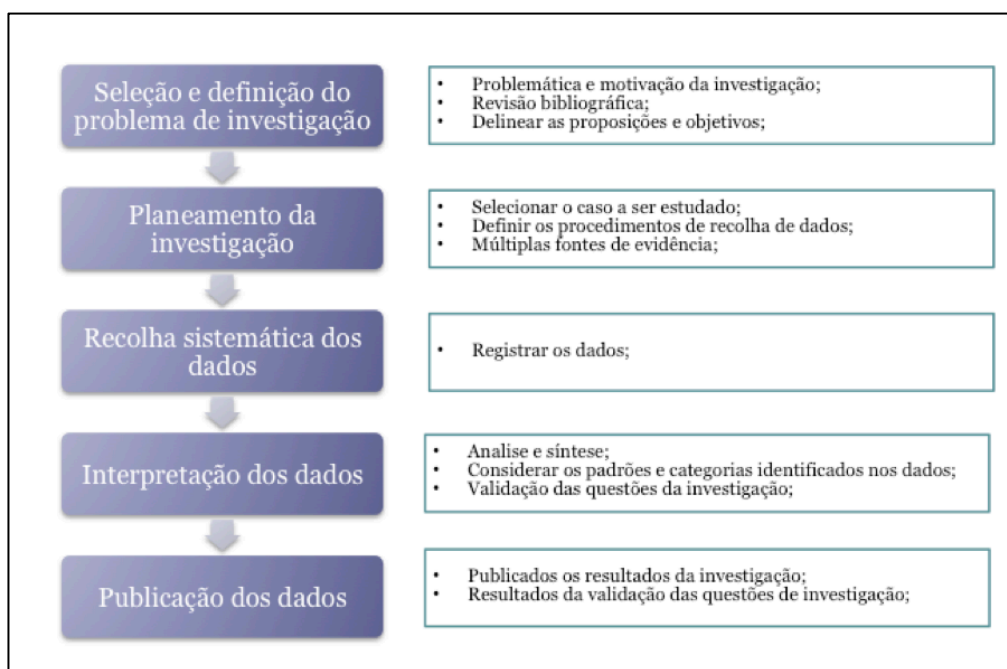 Seleção e definição do
problema de investigação
• Problemática e motivação da investigação;
• Revisão bibliográfica;
• Delinear as proposições e objetivos;
Planeamento da
investigação
• Selecionar o caso a ser estudado;
• Definir os procedimentos de recolha de dados;
• Múltiplas fontes de evidência;
Recolha sistemática dos
dados
• Registrar os dados;
Interpretação dos dados
• Analise e síntese;
• Considerar os padrões e categorias identificados nos dados;
• Validação das questões da investigação;
Publicação dos dados
• Publicados os resultados da investigação;
• Resultados da validação das questões de investigação;